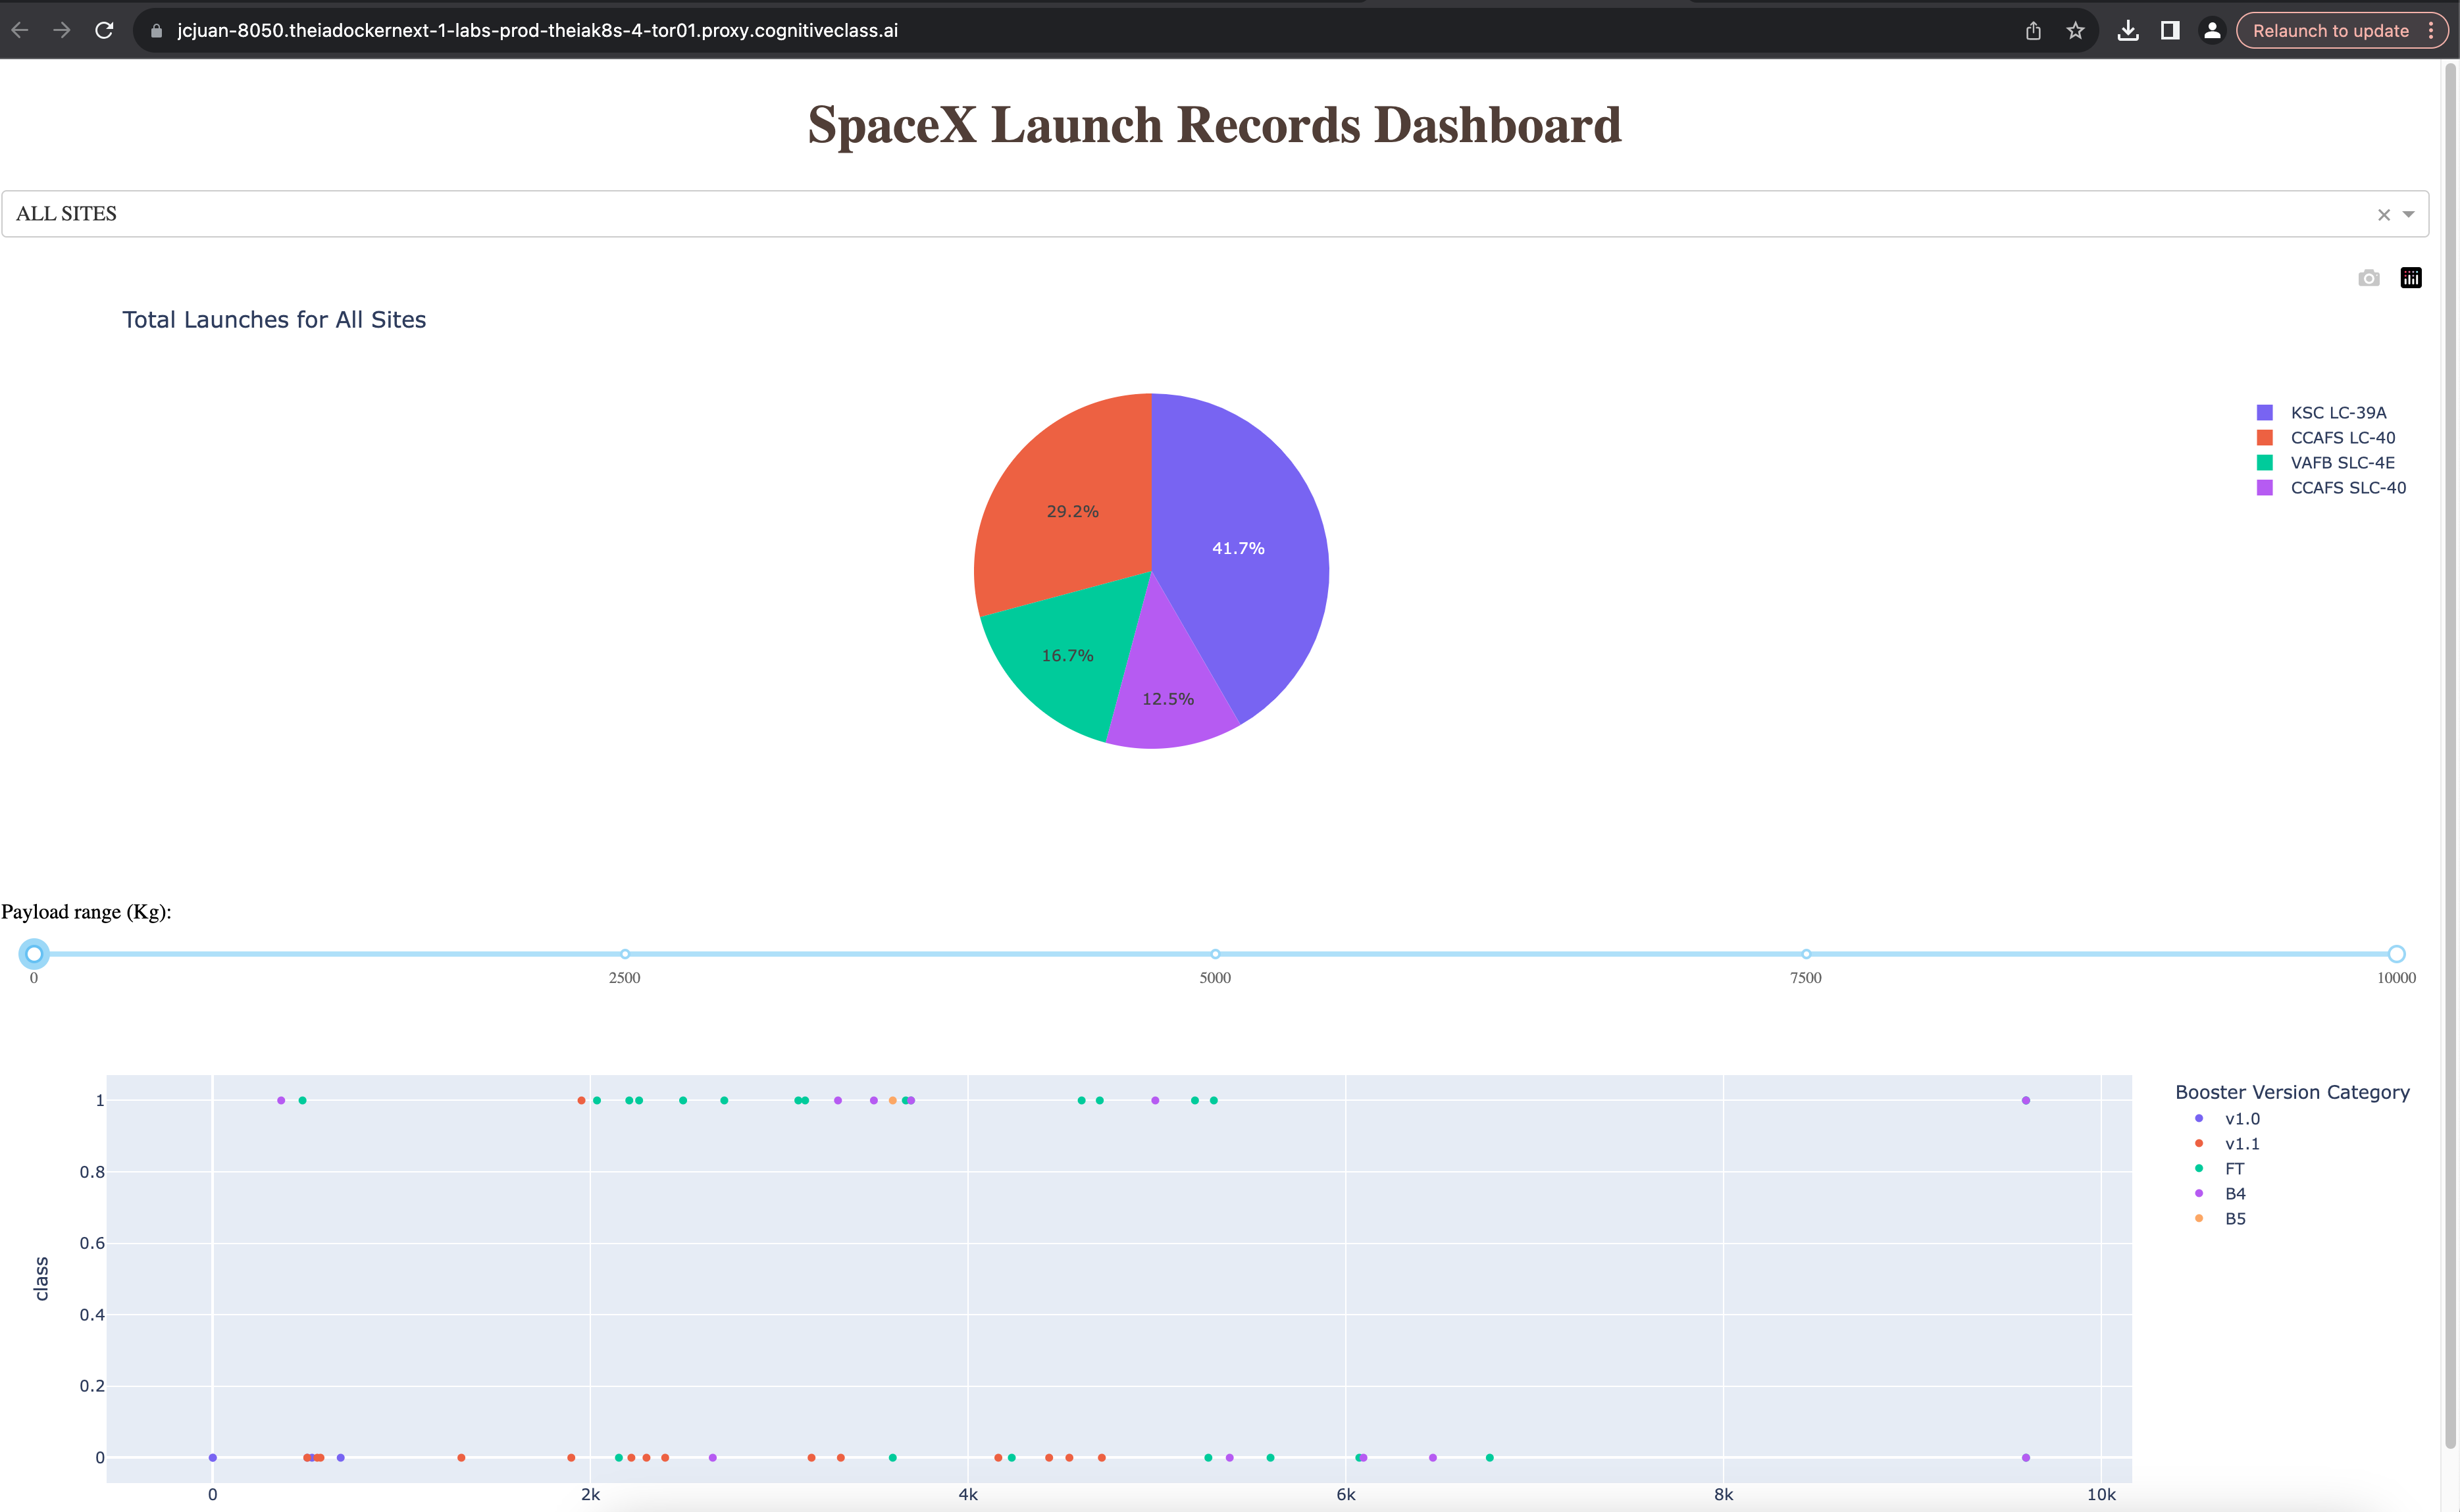 jcjuan-8050.theiadockernext-1-labs-prod-theiak8s-4-tor01.proxy.cognitiveclass.ai
Relaunch to update
SpaceX Launch Records Dashboard
ALL SITES
Total Launches for All Sites
KSC LC-39A
CCAFS LC-40
VAFB SLC-4E
CCAFS SLC-40
29.2%
41.7%
16.7%
12.5%
Payload range (Kg):
0 2500 5000 7500 10000
Booster Version Category
v1.0
v1.1
FT
B4
B5
class
1
0.8
0.6
0.4
0.2
0
0 2k 4k 6k 8k 10k